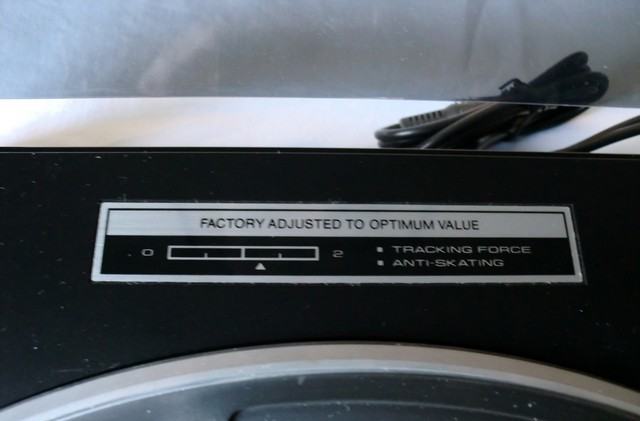 FACTORY ADJUSTED TO OPTIMUM VALUE
0 2
TRACKING FORCE
ANTI-SKATING